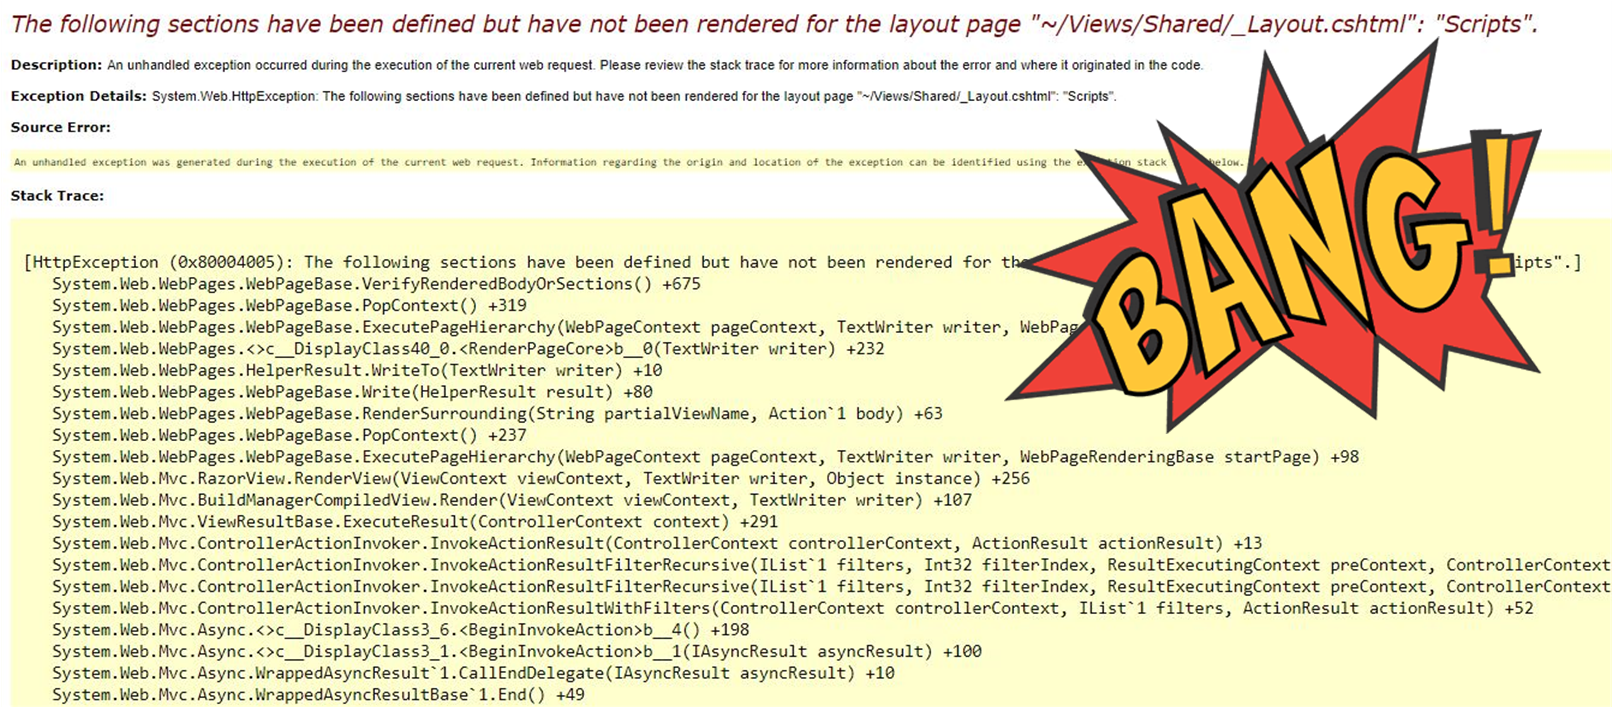 The following sections have been defined but have not been rendered for the layout page "~/Views/Shared/_Layout.cshtml": "Scripts".
Description: An unhandled exception occurred during the execution of the current web request. Please review the stack trace for more information about the error and where it originated in the code.
Exception Details: System.Web.HttpException: The following sections have been defined but have not been rendered for the layout page "~/Views/Shared/_Layout.cshtml": "Scripts".
Source Error:
An unhandled exception was generated during the execution of the current web request. Information regarding the origin and location of the exception can be identified using the stack below.
Stack Trace:
[HttpException (0x80004005): The following sections have been defined but have not been rendered for ipts".]
System.Web.WebPages.WebPageBase.VerifyRenderedBodyOrSections() +675
System.Web.WebPages.WebPageBase.PopContext() +319
System.Web.WebPages.WebPageBase.ExecutePageHierarchy(WebPageContext pageContext, TextWriter writer, WebPag
System.Web.WebPages.<>c__DisplayClass40_0.<RenderPageCore>b__0(TextWriter writer) +232
System.Web.WebPages.HelperResult.WriteTo(TextWriter writer) +10
System.Web.WebPages.WebPageBase.Write(HelperResult result) +80
System.Web.WebPages.WebPageBase.RenderSurrounding(String partialViewName, Action`1 body) +63
System.Web.WebPages.WebPageBase.PopContext() +237
System.Web.WebPages.WebPageBase.ExecutePageHierarchy(WebPageContext pageContext, TextWriter writer, WebPageRenderingBase startPage) +98
System.Web.Mvc.RazorView.RenderView(ViewContext viewContext, TextWriter writer, Object instance) +256
System.Web.Mvc.BuildManagerCompiledView.Render(ViewContext viewContext, TextWriter writer) +107
System.Web.Mvc.ViewResultBase.ExecuteResult(ControllerContext context) +291
System.Web.Mvc.ControllerActionInvoker.InvokeActionResult(ControllerContext controllerContext, ActionResult actionResult) +13
System.Web.Mvc.ControllerActionInvoker.InvokeActionResultFilterRecursive(IList`1 filters, Int32 filterIndex, ResultExecutingContext preContext, ControllerContext
System.Web.Mvc.ControllerActionInvoker.InvokeActionResultFilterRecursive(IList`1 filters, Int32 filterIndex, ResultExecutingContext preContext, ControllerContext
System.Web.Mvc.ControllerActionInvoker.InvokeActionResultWithFilters(ControllerContext controllerContext, IList`1 filters, ActionResult actionResult) +52
System.Web.Mvc.Async.<>c__DisplayClass3_6.<BeginInvokeAction>b__4() +198
System.Web.Mvc.Async.<>c__DisplayClass3_1.<BeginInvokeAction>b__1(IAsyncResult asyncResult) +100
System.Web.Mvc.Async.WrappedAsyncResult`1.CallEndDelegate(IAsyncResult asyncResult) +10
System.Web.Mvc.Async.WrappedAsyncResultBase`1.End() +49
BANG!